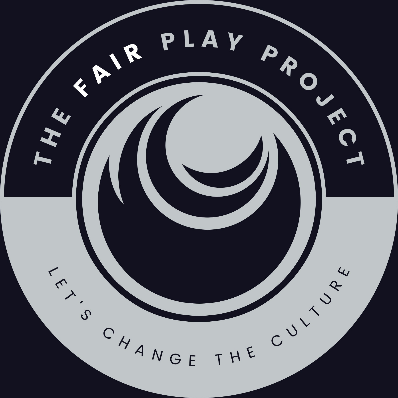 THE FAIR PLAY PROJECT
LET'S CHANGE THE CULTURE